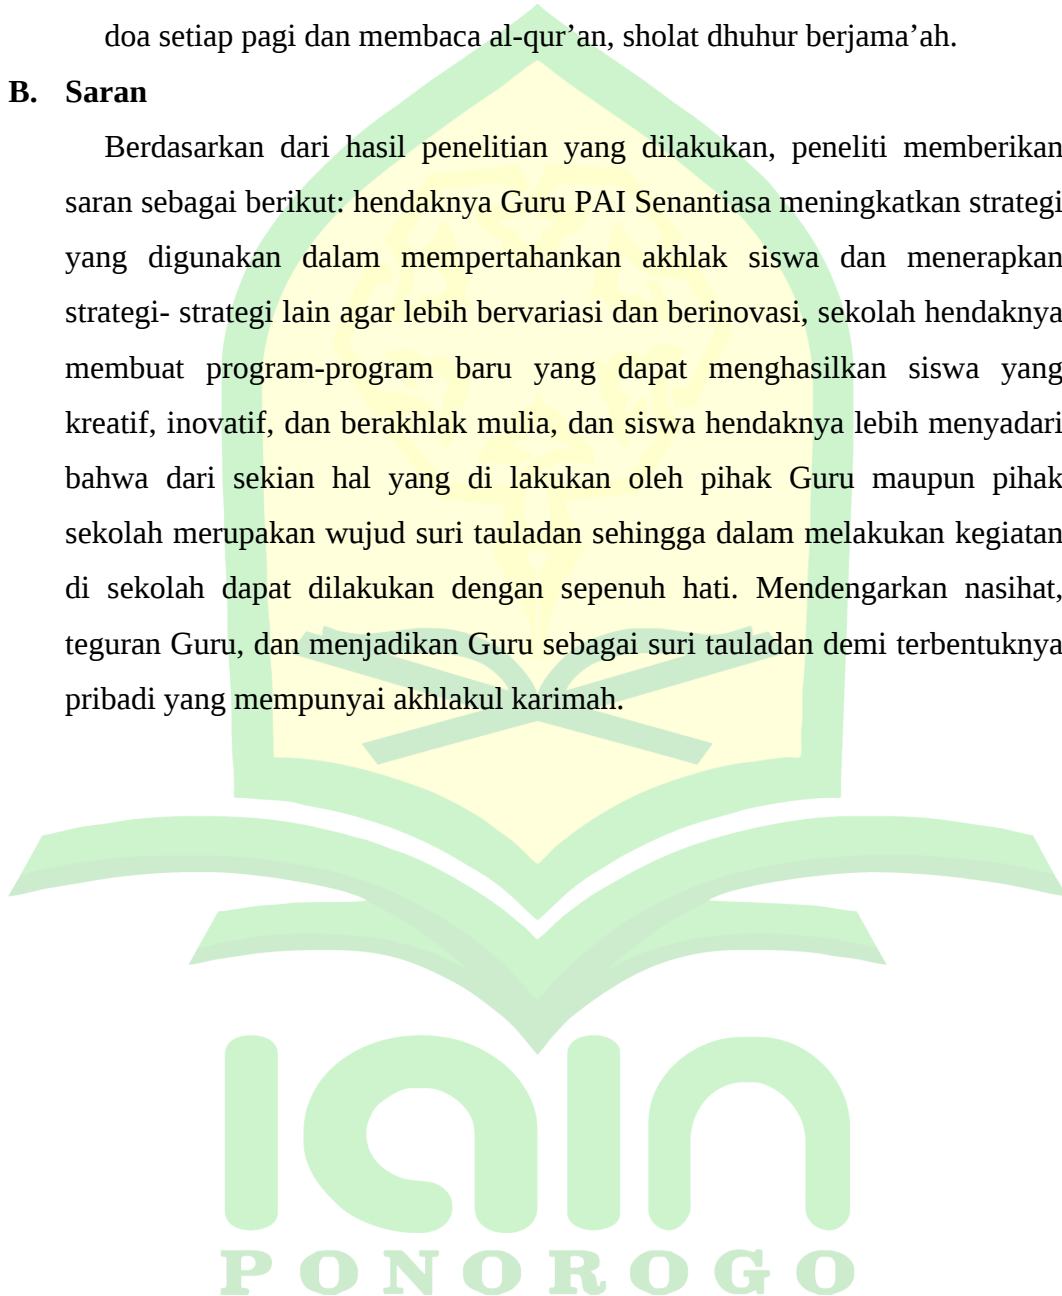 doa setiap pagi dan membaca al-qur’an, sholat dhuhur berjama’ah.
B. Saran
Berdasarkan dari hasil penelitian yang dilakukan, peneliti memberikan
saran sebagai berikut: hendaknya Guru PAI Senantiasa meningkatkan strategi
yang digunakan dalam mempertahankan akhlak siswa dan menerapkan
strategi- strategi lain agar lebih bervariasi dan berinovasi, sekolah hendaknya
membuat program-program baru yang dapat menghasilkan siswa yang
kreatif, inovatif, dan berakhlak mulia, dan siswa hendaknya lebih menyadari
bahwa dari sekian hal yang di lakukan oleh pihak Guru maupun pihak
sekolah merupakan wujud suri tauladan sehingga dalam melakukan kegiatan
di sekolah dapat dilakukan dengan sepenuh hati. Mendengarkan nasihat,
teguran Guru, dan menjadikan Guru sebagai suri tauladan demi terbentuknya
pribadi yang mempunyai akhlakul karimah.
iain
PONOROGO